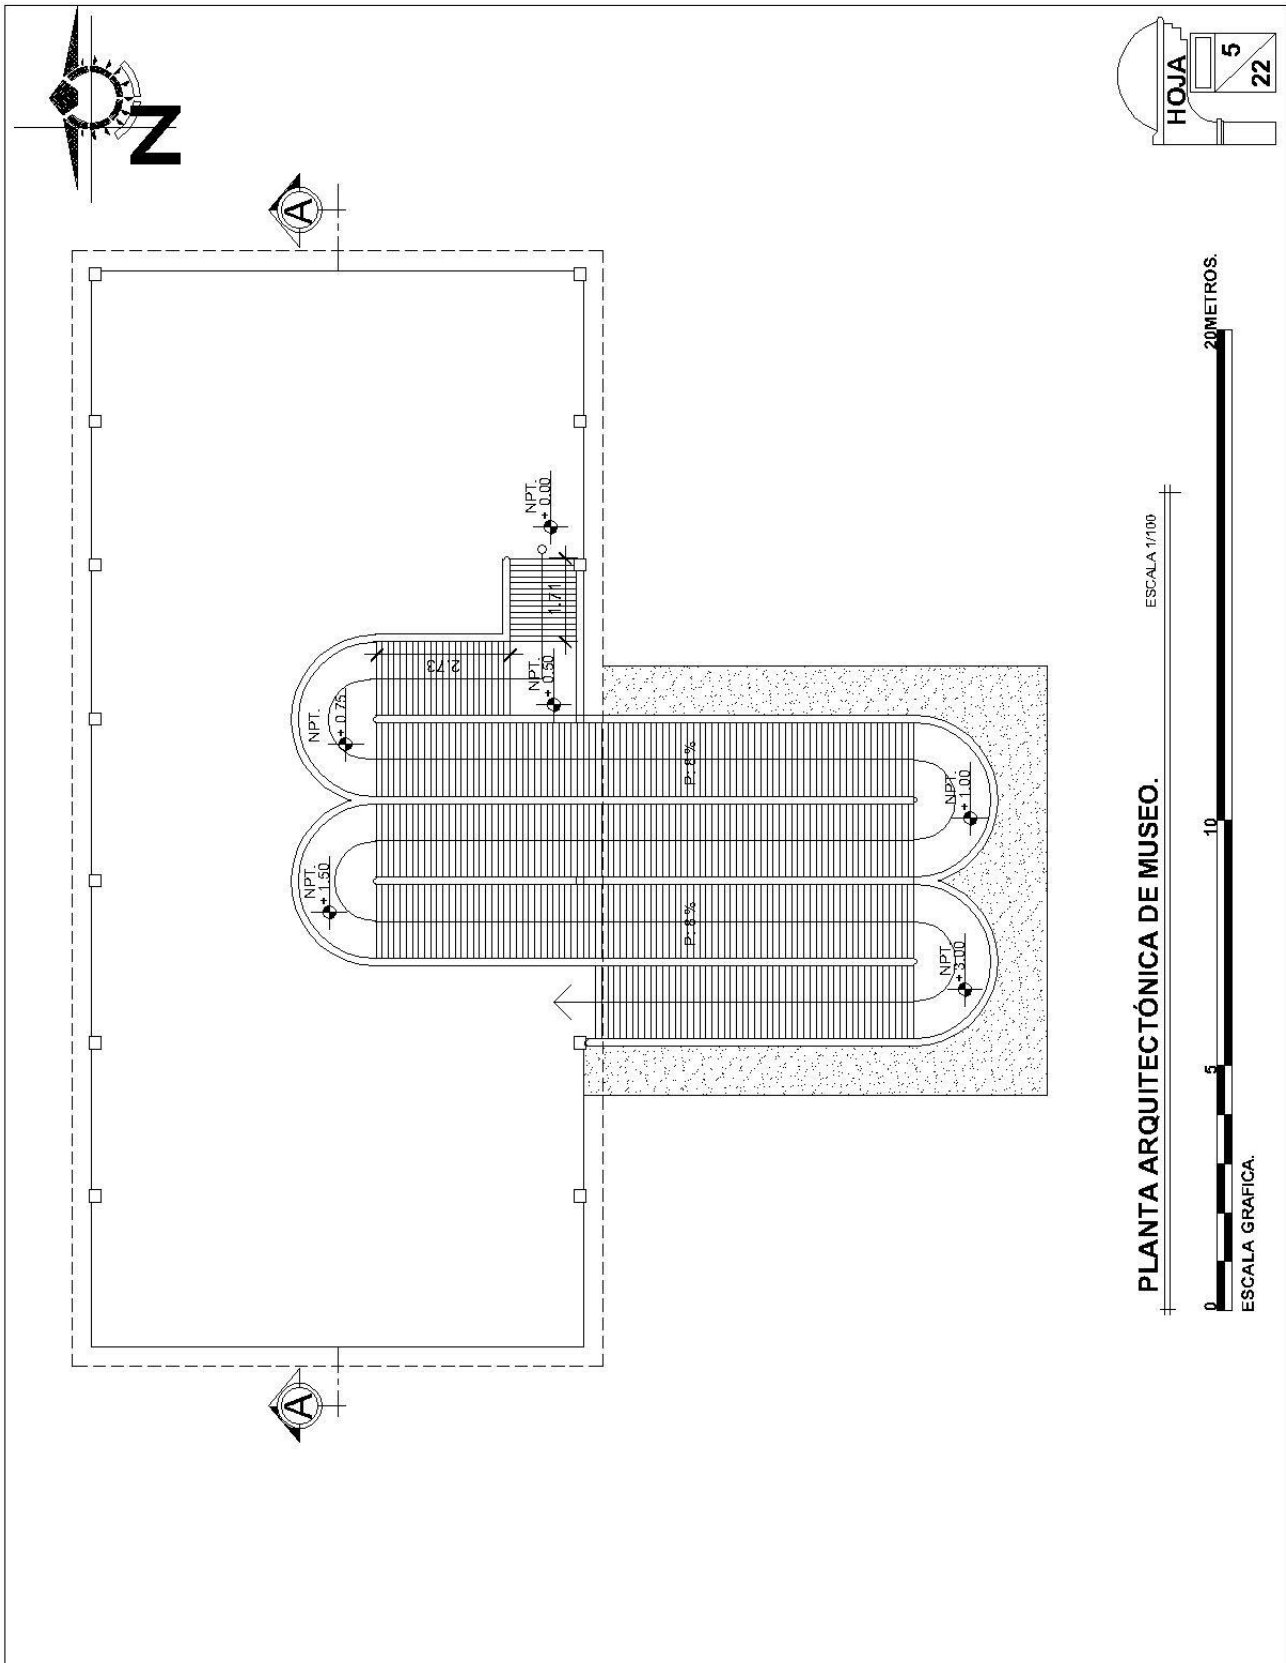 N
A
A
NPT.
+ 1.50
NPT.
+ 0.75
2.73
NPT.
+ 0.50
NPT.
+ 0.00
1.71
P: 8 %
P: 8 %
NPT.
+ 3.00
NPT.
+ 1.00
PLANTA ARQUITECTÓNICA DE MUSEO.
ESCALA 1/100
0 5 10 20METROS.
ESCALA GRAFICA.
HOJA
5
22